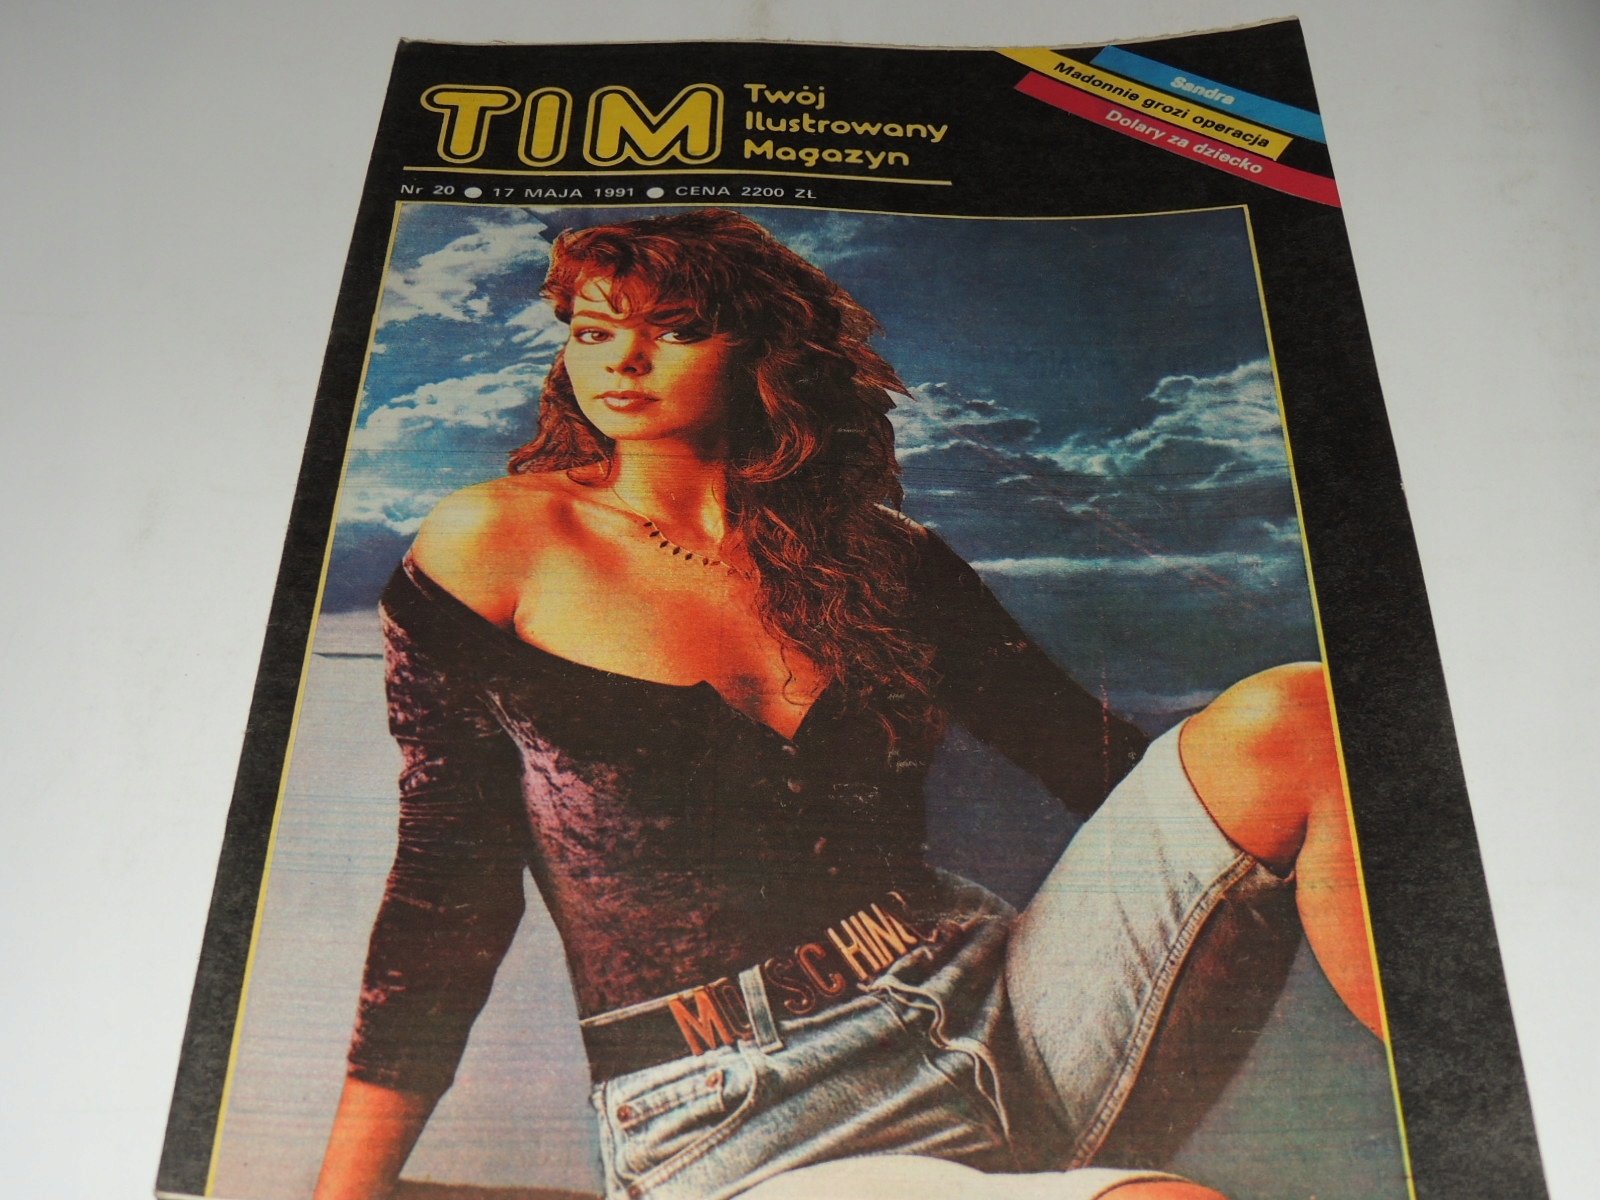 TIM
Twój
Ilustrowany
Magazyn
Nr 20 ● 17 MAJA 1991 ● CENA 2200 ZŁ
Sandra
Madonnie grozi operacja
Dolary za dziecko
MOSCHINO